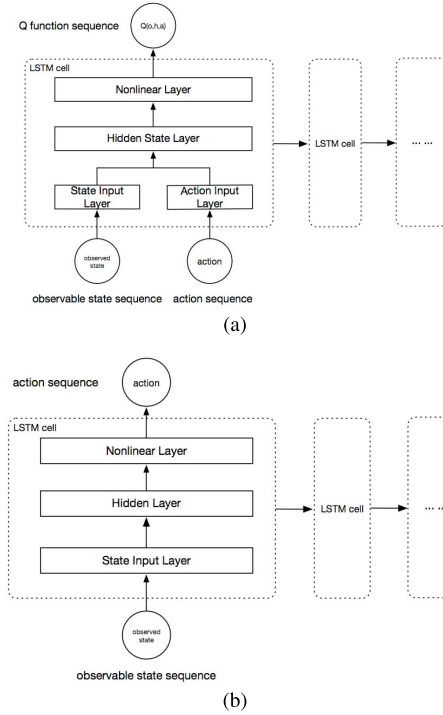 Q function sequence
Q(o,h,a)
LSTM cell
Nonlinear Layer
Hidden State Layer
LSTM cell
... ...
State Input
Layer
Action Input
Layer
observed
state
action
observable state sequence
action sequence
(a)
action sequence
action
LSTM cell
Nonlinear Layer
Hidden Layer
LSTM cell
... ...
State Input Layer
observed
state
observable state sequence
(b)